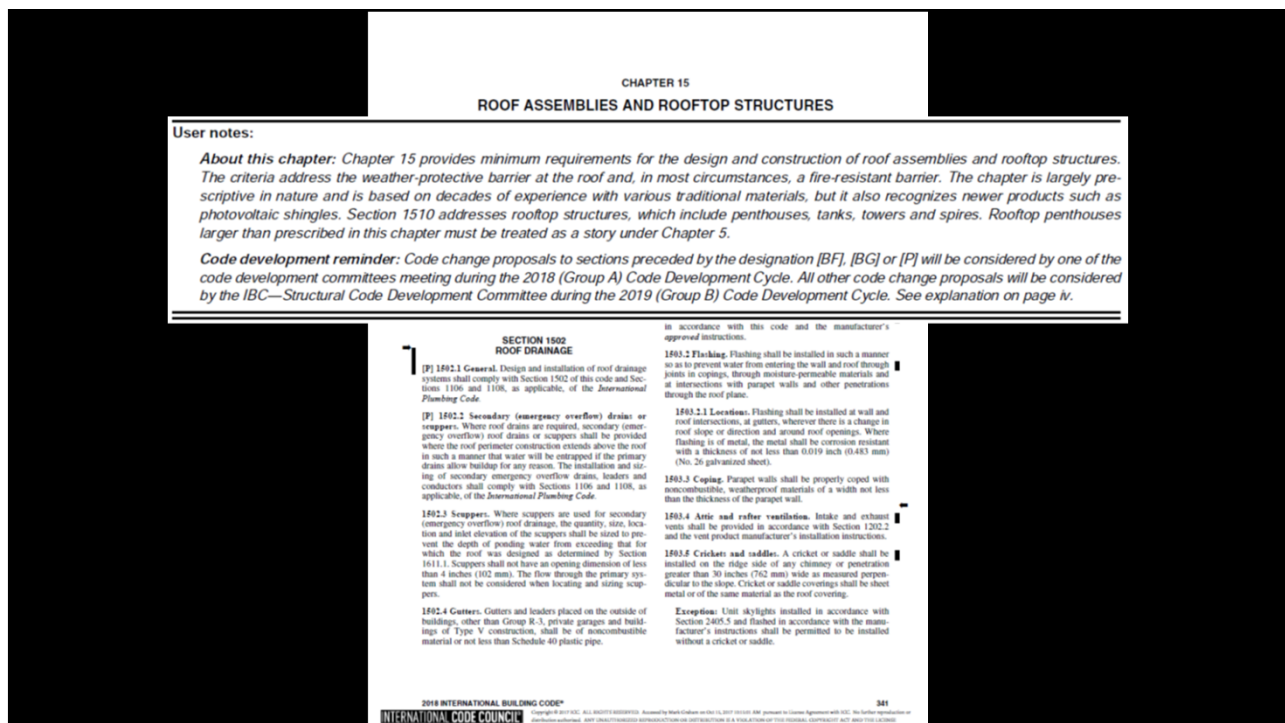 CHAPTER 15
ROOF ASSEMBLIES AND ROOFTOP STRUCTURES
User notes:
About this chapter: Chapter 15 provides minimum requirements for the design and construction of roof assemblies and rooftop structures.
The criteria address the weather-protective barrier at the roof and, in most circumstances, a fire-resistant barrier. The chapter is largely pre-
scriptive in nature and is based on decades of experience with various traditional materials, but it also recognizes newer products such as
photovoltaic shingles. Section 1510 addresses rooftop structures, which include penthouses, tanks, towers and spires. Rooftop penthouses
larger than prescribed in this chapter must be treated as a story under Chapter 5.
Code development reminder: Code change proposals to sections preceded by the designation [BF], [BG] or [P] will be considered by one of the
code development committees meeting during the 2018 (Group A) Code Development Cycle. All other code change proposals will be considered
by the IBC—Structural Code Development Committee during the 2019 (Group B) Code Development Cycle. See explanation on page iv.
SECTION 1502
ROOF DRAINAGE
[P] 1502.1 General. Design and installation of roof drainage
systems shall comply with Section 1502 of this code and Sec-
tions 1106 and 1108, as applicable, of the International
Plumbing Code.
[P] 1502.2 Secondary (emergency overflow) drains or
scuppers. Where roof drains are required, secondary (emer-
gency overflow) roof drains or scuppers shall be provided
where the roof perimeter construction extends above the roof
in such a manner that water will be entrapped if the primary
drains allow buildup for any reason. The installation and siz-
ing of secondary emergency overflow drains, leaders and
conductors shall comply with Sections 1106 and 1108, as
applicable, of the International Plumbing Code.
1502.3 Scuppers. Where scuppers are used for secondary
(emergency overflow) roof drainage, the quantity, size, loca-
tion and inlet elevation of the scuppers shall be sized to pre-
vent the depth of ponding water from exceeding that for
which the roof was designed as determined by Section
1611.1. Scuppers shall not have an opening dimension of less
than 4 inches (102 mm). The flow through the primary sys-
tem shall not be considered when locating and sizing scup-
pers.
1502.4 Gutters. Gutters and leaders placed on the outside of
buildings, other than Group R-3, private garages and build-
ings of Type V construction, shall be of noncombustible
material or not less than Schedule 40 plastic pipe.
in accordance with this code and the manufacturer's
approved instructions.
1503.2 Flashing. Flashing shall be installed in such a manner
so as to prevent water from entering the wall and roof through
joints in copings, through moisture-permeable materials and
at intersections with parapet walls and other penetrations
through the roof plane.
1503.2.1 Locations. Flashing shall be installed at wall and
roof intersections, at gutters, wherever there is a change in
roof slope or direction and around roof openings. Where
flashing is of metal, the metal shall be corrosion resistant
with a thickness of not less than 0.019 inch (0.483 mm)
(No. 26 galvanized sheet).
1503.3 Coping. Parapet walls shall be properly coped with
noncombustible, weatherproof materials of a width not less
than the thickness of the parapet wall.
1503.4 Attic and rafter ventilation. Intake and exhaust
vents shall be provided in accordance with Section 1202.2
and the vent product manufacturer's installation instructions.
1503.5 Crickets and saddles. A cricket or saddle shall be
installed on the ridge side of any chimney or penetration
greater than 30 inches (762 mm) wide as measured perpen-
dicular to the slope. Cricket or saddle coverings shall be sheet
metal or of the same material as the roof covering.
Exception: Unit skylights installed in accordance with
Section 2405.5 and flashed in accordance with the manu-
facturer's instructions shall be permitted to be installed
without a cricket or saddle.
2018 INTERNATIONAL BUILDING CODE®
341
INTERNATIONAL CODE COUNCIL